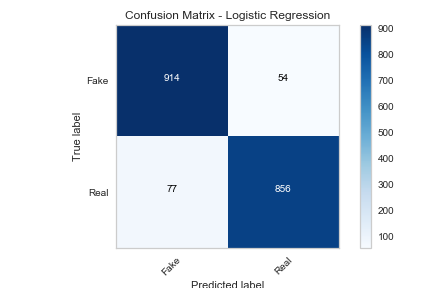 Confusion Matrix - Logistic Regression
True label
Fake
914
54
Real
77
856
Fake
Real
Predicted label
900
800
700
600
500
400
300
200
100